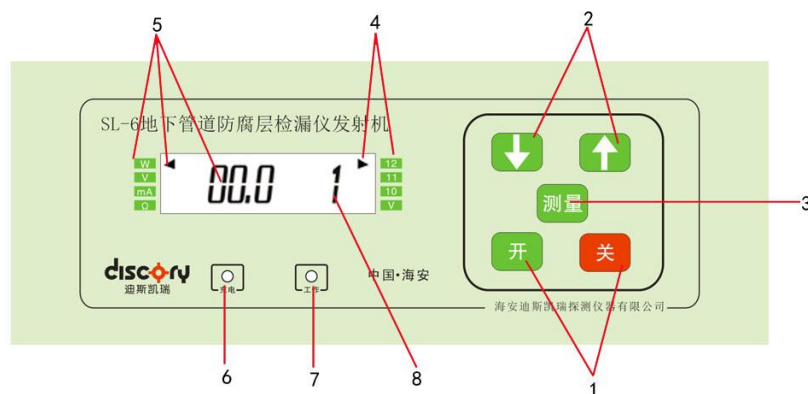 5
4
2
SL-6地下管道防腐层检漏仪发射机
W
V
mA
Ω
00.0
1
12
11
10
V
测量
3
开
关
discory
迪斯凯瑞
充电
工作
中国·海安
海安迪斯凯瑞探测仪器有限公司
6
7
8
1